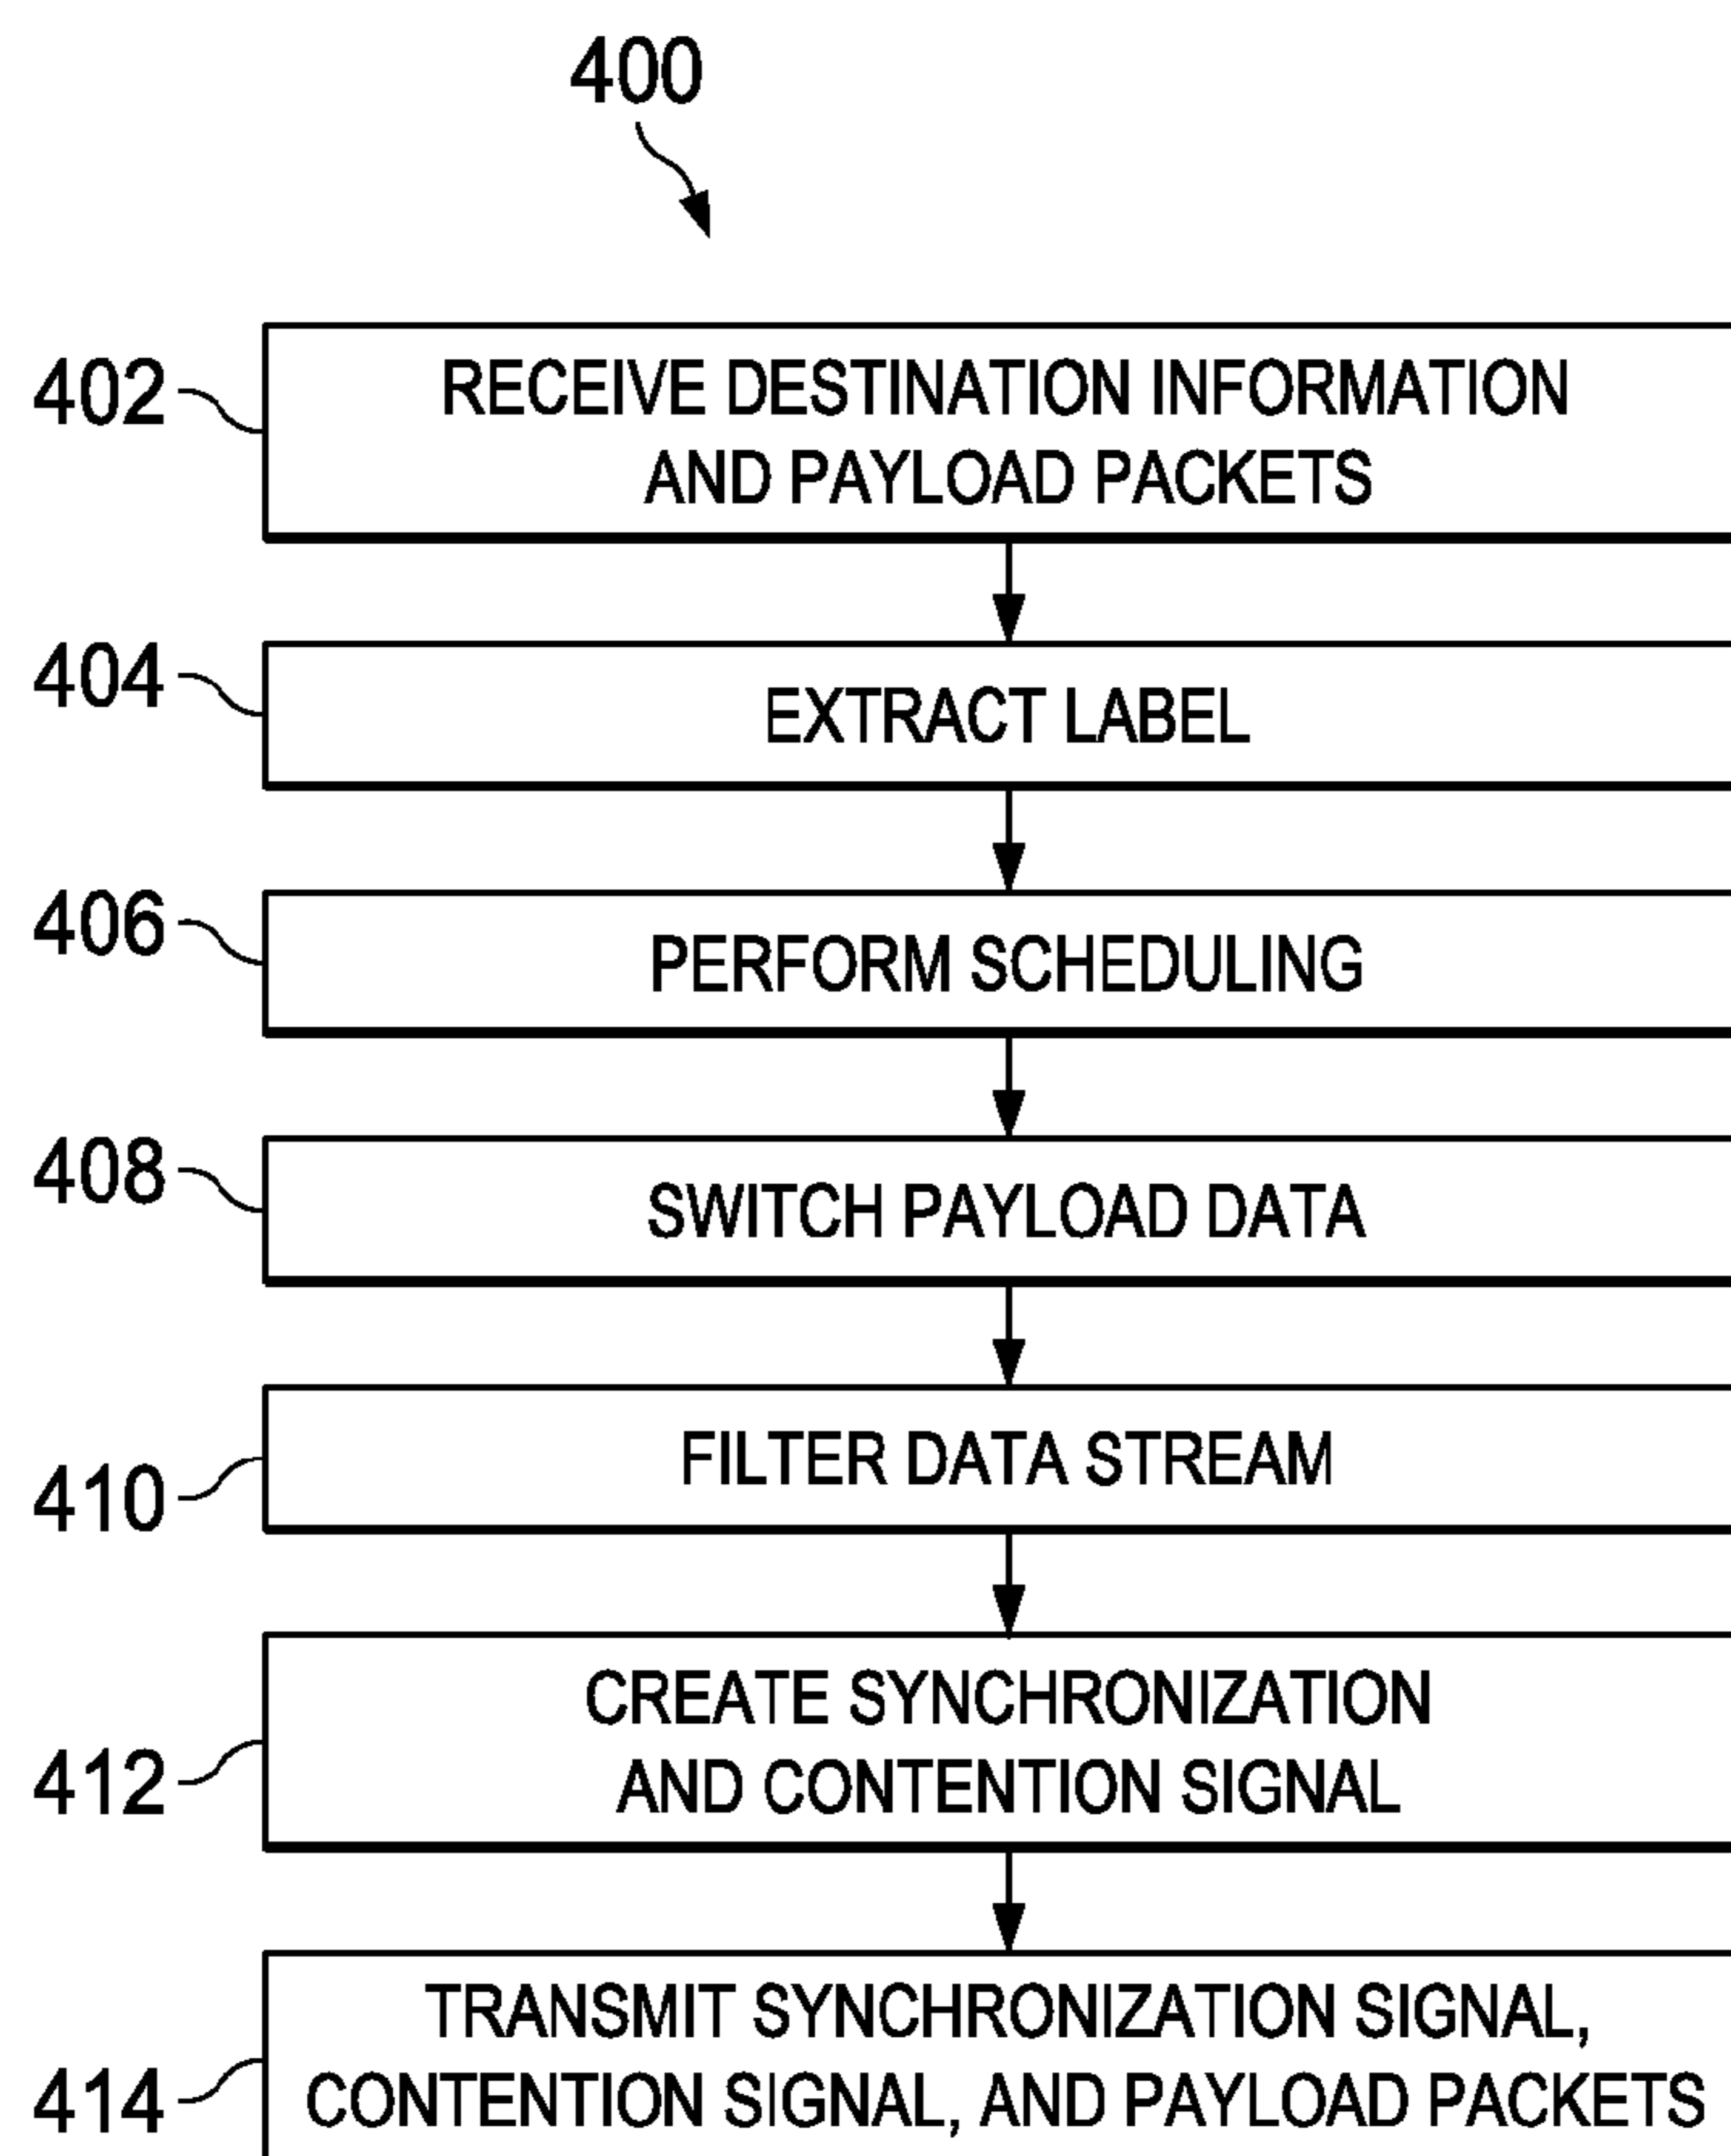 400
402
RECEIVE DESTINATION INFORMATION
AND PAYLOAD PACKETS
404
EXTRACT LABEL
406
PERFORM SCHEDULING
408
SWITCH PAYLOAD DATA
410
FILTER DATA STREAM
412
CREATE SYNCHRONIZATION
AND CONTENTION SIGNAL
414
TRANSMIT SYNCHRONIZATION SIGNAL,
CONTENTION SIGNAL, AND PAYLOAD PACKETS